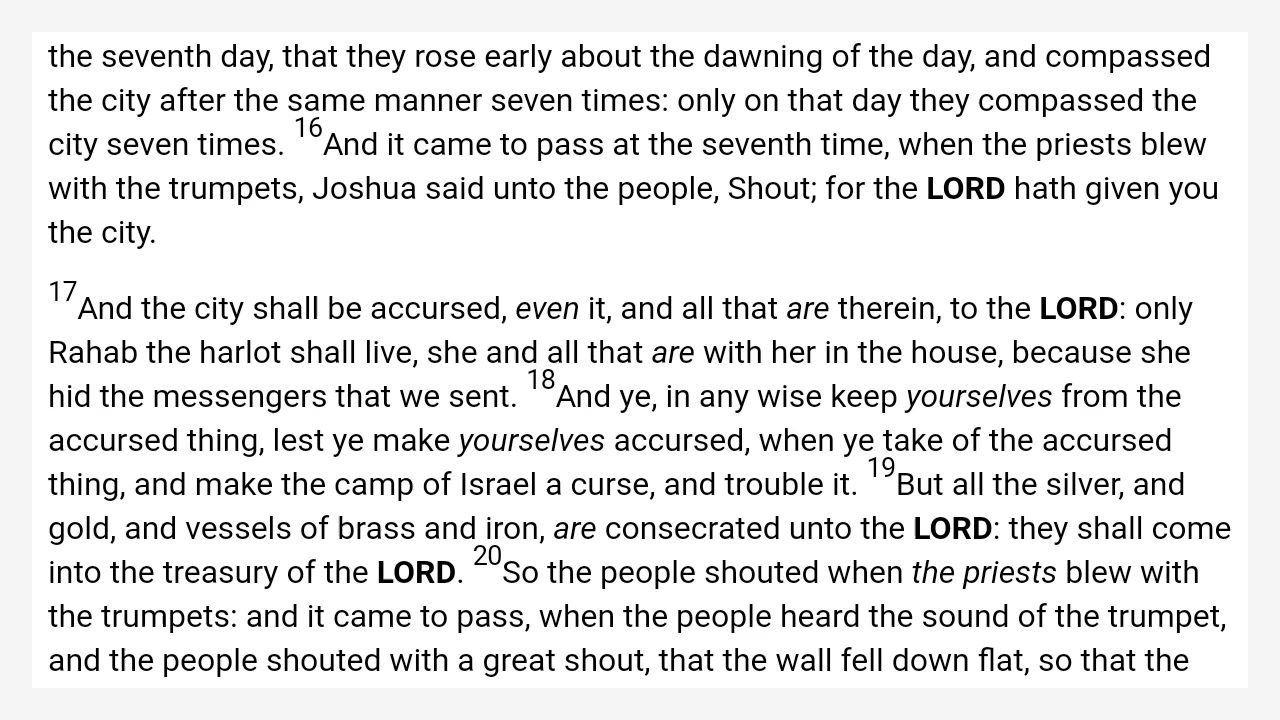 the seventh day, that they rose early about the dawning of the day, and compassed
the city after the same manner seven times: only on that day they compassed the
city seven times. 16And it came to pass at the seventh time, when the priests blew
with the trumpets, Joshua said unto the people, Shout; for the LORD hath given you
the city.
17And the city shall be accursed, even it, and all that are therein, to the LORD: only
Rahab the harlot shall live, she and all that are with her in the house, because she
hid the messengers that we sent. 18And ye, in any wise keep yourselves from the
accursed thing, lest ye make yourselves accursed, when ye take of the accursed
thing, and make the camp of Israel a curse, and trouble it. 19But all the silver, and
gold, and vessels of brass and iron, are consecrated unto the LORD: they shall come
into the treasury of the LORD. 20So the people shouted when the priests blew with
the trumpets: and it came to pass, when the people heard the sound of the trumpet,
and the people shouted with a great shout, that the wall fell down flat, so that the